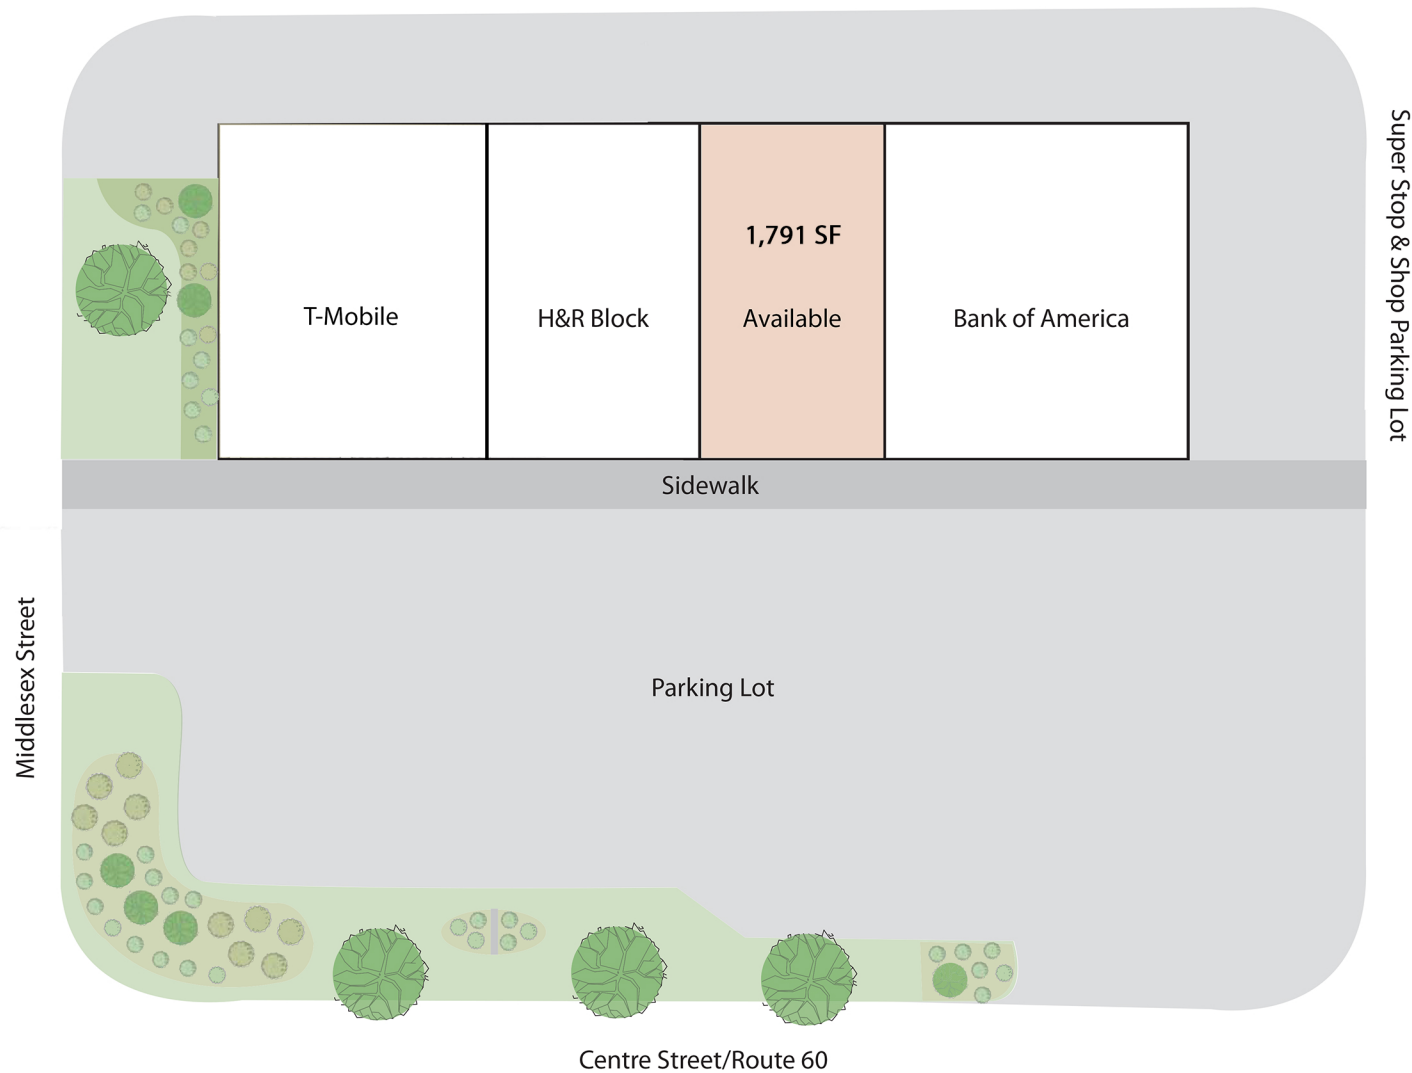 1,791 SF
T-Mobile
H&R Block
Available
Bank of America
Super Stop & Shop Parking Lot
Sidewalk
Middlesex Street
Parking Lot
Centre Street/Route 60